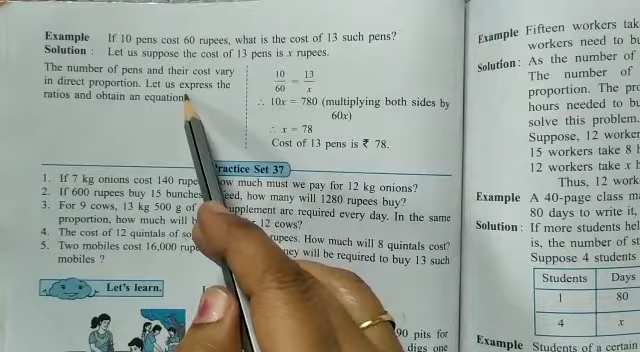 Example If 10 pens cost 60 rupees, what is the cost of 13 such pens?
Solution : Let us suppose the cost of 13 pens is x rupees.
The number of pens and their cost vary
in direct proportion. Let us express the
ratios and obtain an equation
10/60 = 13/x
∴ 10x = 780 (multiplying both sides by
60x)
∴ x = 78
Cost of 13 pens is ₹ 78.
Practice Set 37
1. If 7 kg onions cost 140 rupe how much must we pay for 12 kg onions?
2. If 600 rupees buy 15 bunches feed, how many will 1280 rupees buy?
3. For 9 cows, 13 kg 500 g of supplement are required every day. In the same
proportion, how much will 12 cows?
4. The cost of 12 quintals of so rupees. How much will 8 quintals cost?
5. Two mobiles cost 16,000 rupe ney will be required to buy 13 such
mobiles ?
Let's learn.
90 pits for
digs one
Example Fifteen workers tak
workers need to
Solution : As the number of
The number of
proportion. The pro
hours needed to
solve this problem.
Suppose, 12 worke
15 workers take 8
12 workers take x
Thus, 12 work
Example A 40-page class
80 days to write it,
Solution : If more students hel
is, the number of st
Suppose 4 students
Students Days
1 80
4 x
Example Students of a certain